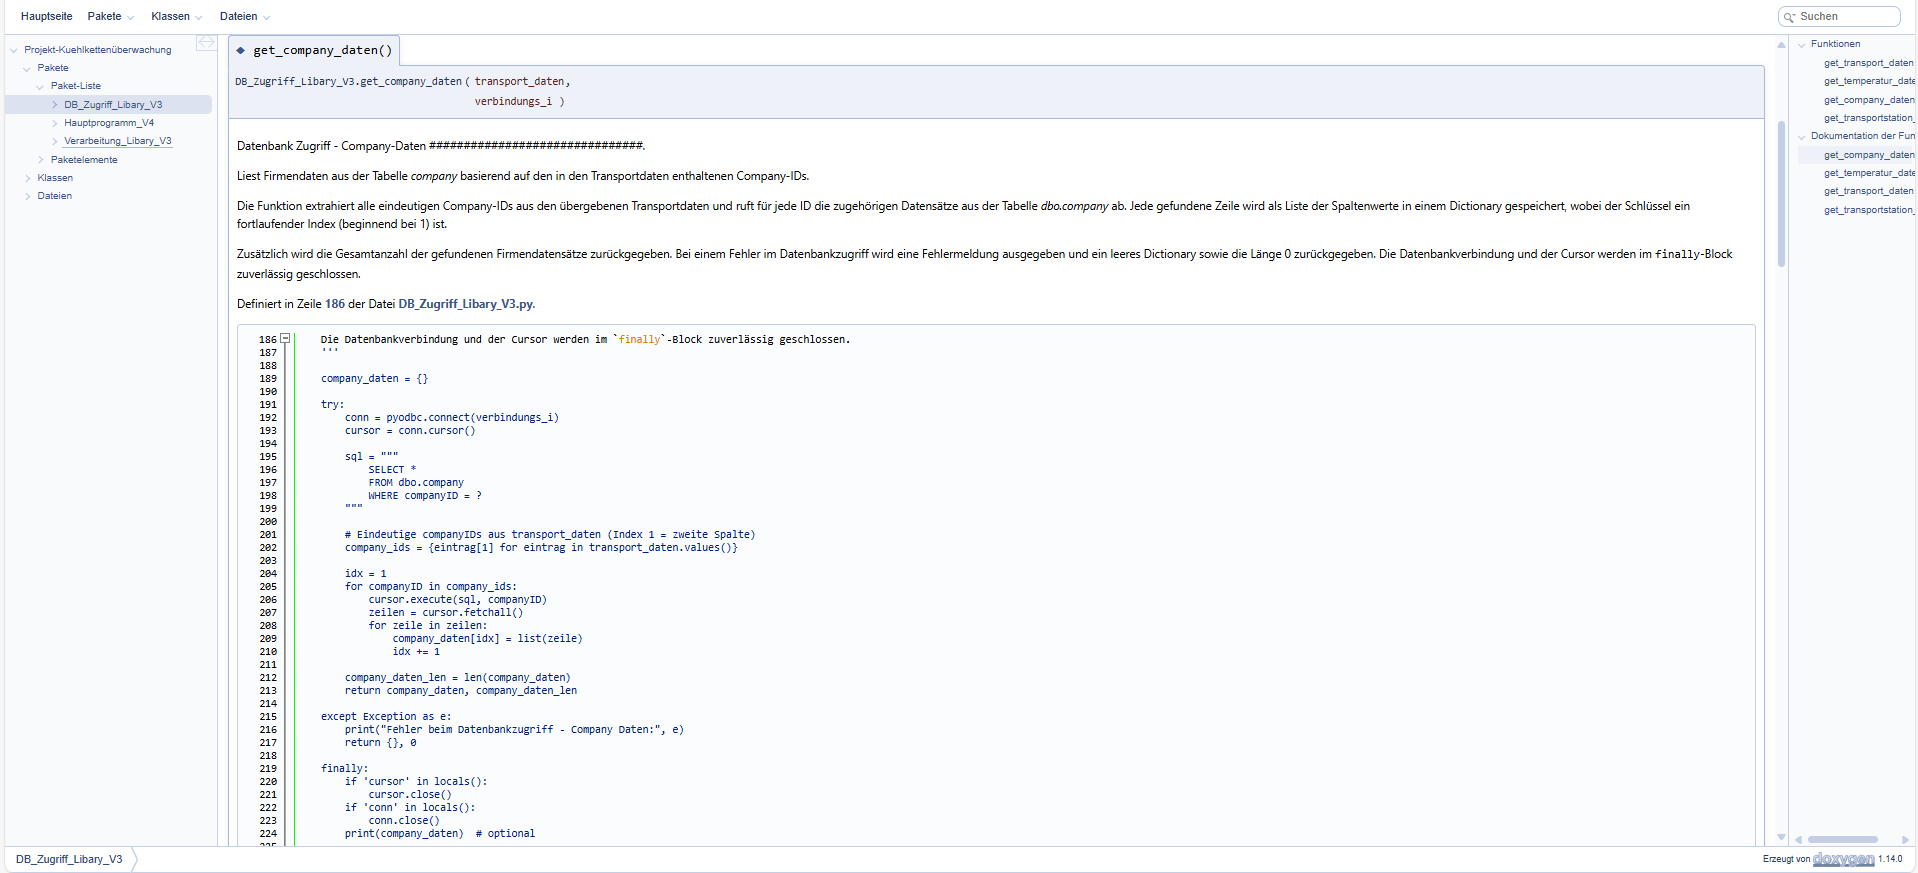 Hauptseite Pakete Klassen Dateien Suchen
Projekt-Kuehlkettenüberwachung
Pakete
Paket-Liste
DB_Zugriff_Libary_V3
Hauptprogramm_V4
Verarbeitung_Libary_V3
Paketelemente
Klassen
Dateien
get_company_daten()
DB_Zugriff_Libary_V3.get_company_daten ( transport_daten,
verbindungs_i )
Datenbank Zugriff - Company-Daten ###############################.
Liest Firmendaten aus der Tabelle company basierend auf den in den Transportdaten enthaltenen Company-IDs.
Die Funktion extrahiert alle eindeutigen Company-IDs aus den übergebenen Transportdaten und ruft für jede ID die zugehörigen Datensätze aus der Tabelle dbo.company ab. Jede gefundene Zeile wird als Liste der Spaltenwerte in einem Dictionary gespeichert, wobei der Schlüssel ein
fortlaufender Index (beginnend bei 1) ist.
Zusätzlich wird die Gesamtanzahl der gefundenen Firmendatensätze zurückgegeben. Bei einem Fehler im Datenbankzugriff wird eine Fehlermeldung ausgegeben und ein leeres Dictionary sowie die Länge 0 zurückgegeben. Die Datenbankverbindung und der Cursor werden im finally-Block
zuverlässig geschlossen.
Definiert in Zeile 186 der Datei DB_Zugriff_Libary_V3.py.
186 Die Datenbankverbindung und der Cursor werden im `finally`-Block zuverlässig geschlossen.
187 '''
188
189 company_daten = {}
190
191 try:
192 conn = pyodbc.connect(verbindungs_i)
193 cursor = conn.cursor()
194
195 sql = """
196 SELECT *
197 FROM dbo.company
198 WHERE companyID = ?
199 """
200
201 # Eindeutige companyIDs aus transport_daten (Index 1 = zweite Spalte)
202 company_ids = {eintrag[1] for eintrag in transport_daten.values()}
203
204 idx = 1
205 for companyID in company_ids:
206 cursor.execute(sql, companyID)
207 zeilen = cursor.fetchall()
208 for zeile in zeilen:
209 company_daten[idx] = list(zeile)
210 idx += 1
211
212 company_daten_len = len(company_daten)
213 return company_daten, company_daten_len
214
215 except Exception as e:
216 print("Fehler beim Datenbankzugriff - Company Daten:", e)
217 return {}, 0
218
219 finally:
220 if 'cursor' in locals():
221 cursor.close()
222 if 'conn' in locals():
223 conn.close()
224 print(company_daten) # optional
Funktionen
get_transport_daten
get_temperatur_date
get_company_daten
get_transportstation_
Dokumentation der Fun
get_company_daten
get_temperatur_date
get_transport_daten
get_transportstation_
DB_Zugriff_Libary_V3
Erzeugt von doxygen 1.14.0